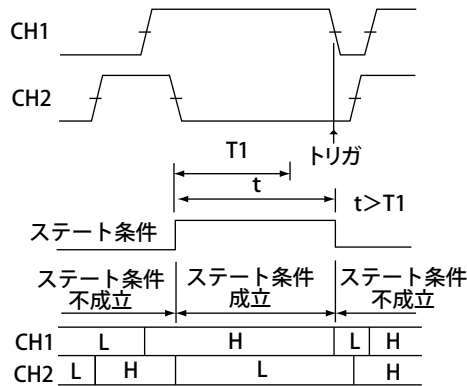 CH1
CH2
トリガ
T1
t
t＞T1
ステート条件
ステート条件
不成立
ステート条件
成立
ステート条件
不成立
CH1 L H L H
CH2 L H L H